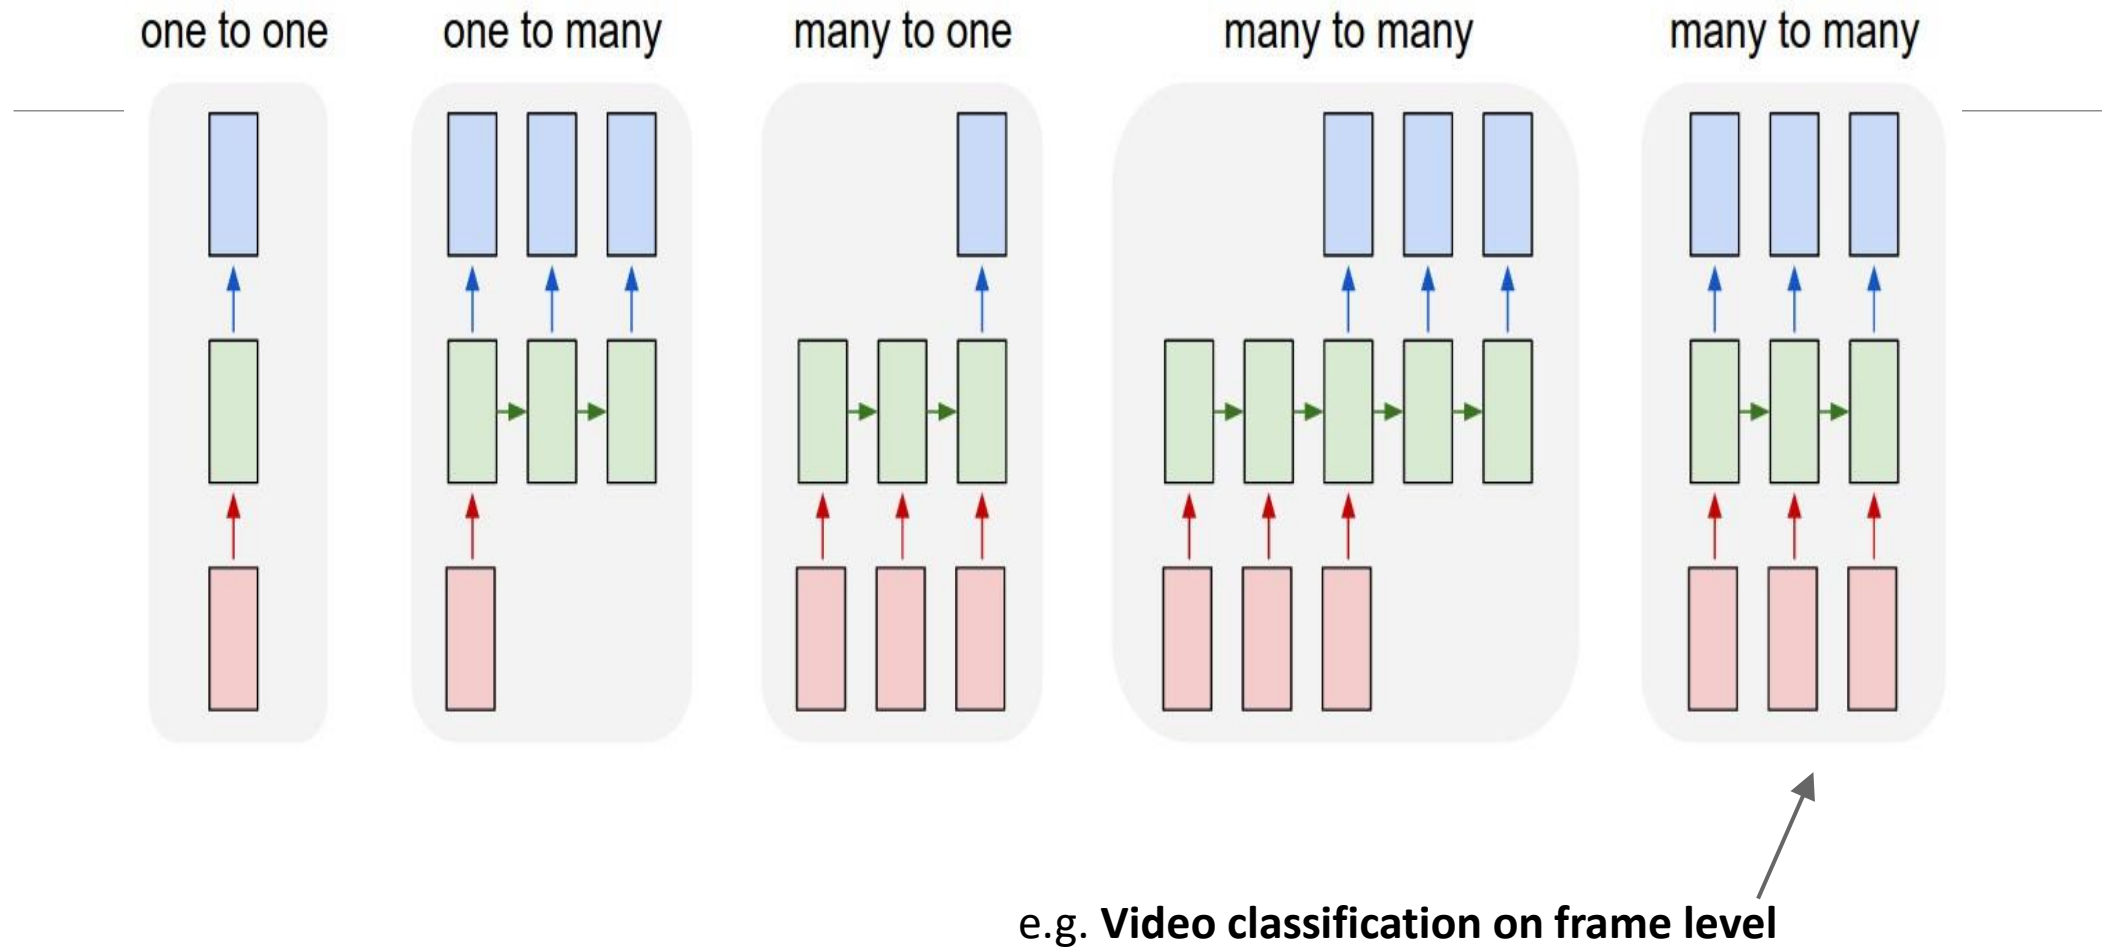 one to one
one to many
many to one
many to many
many to many
e.g. Video classification on frame level